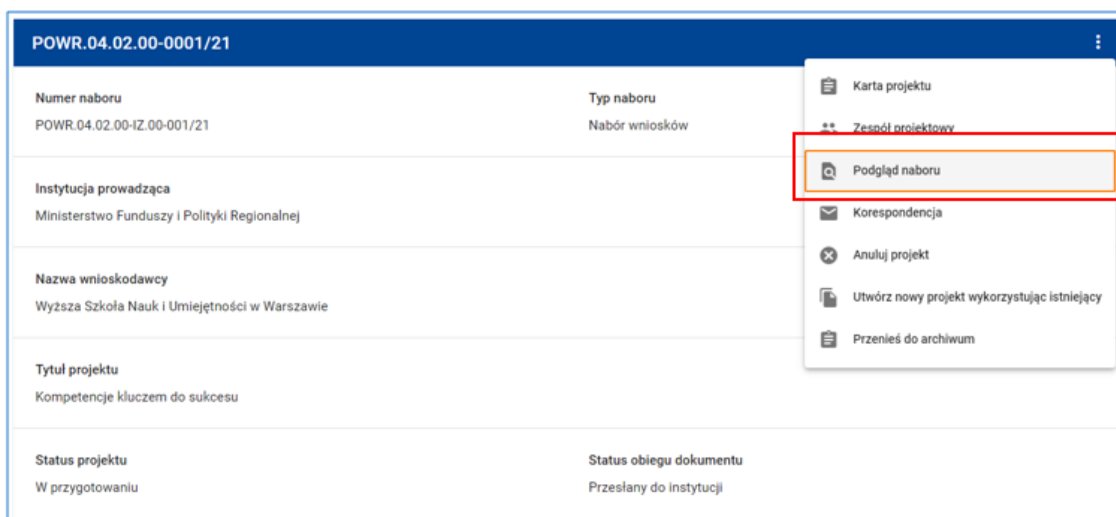 POWR.04.02.00-0001/21
Numer naboru
POWR.04.02.00-IZ.00-001/21
Typ naboru
Nabór wniosków
Instytucja prowadząca
Ministerstwo Funduszy i Polityki Regionalnej
Nazwa wnioskodawcy
Wyższa Szkoła Nauk i Umiejętności w Warszawie
Tytuł projektu
Kompetencje kluczem do sukcesu
Status projektu
W przygotowaniu
Status obiegu dokumentu
Przesłany do instytucji
Karta projektu
Zespół projektowy
Podgląd naboru
Korespondencja
Anuluj projekt
Utwórz nowy projekt wykorzystując istniejący
Przenieś do archiwum